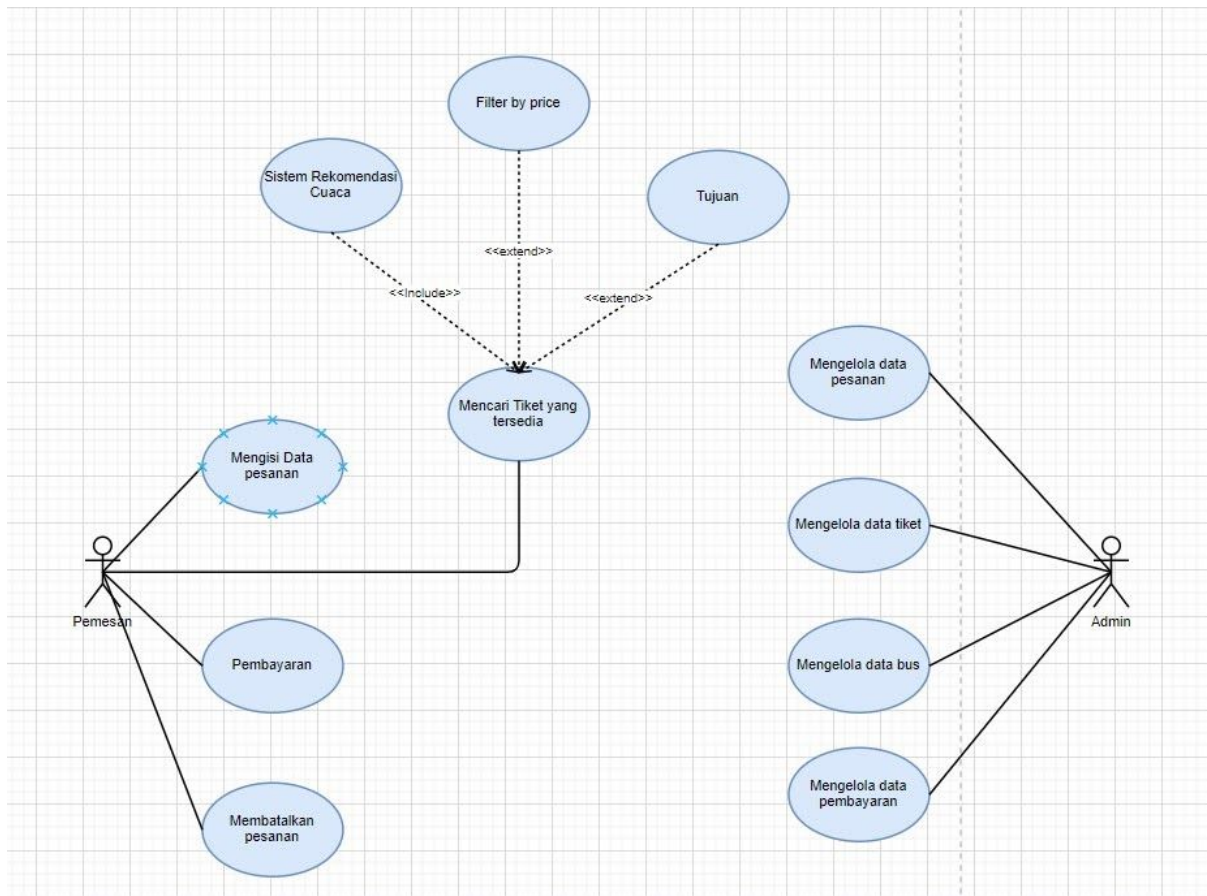 Filter by price
Sistem Rekomendasi
Cuaca
Tujuan
<<extend>>
<<Include>>
<<extend>>
Mengelola data
pesanan
Mencari Tiket yang
tersedia
Mengisi Data
pesanan
Mengelola data tiket
Pemesan
Admin
Pembayaran
Mengelola data bus
Mengelola data
pembayaran
Membatalkan
pesanan